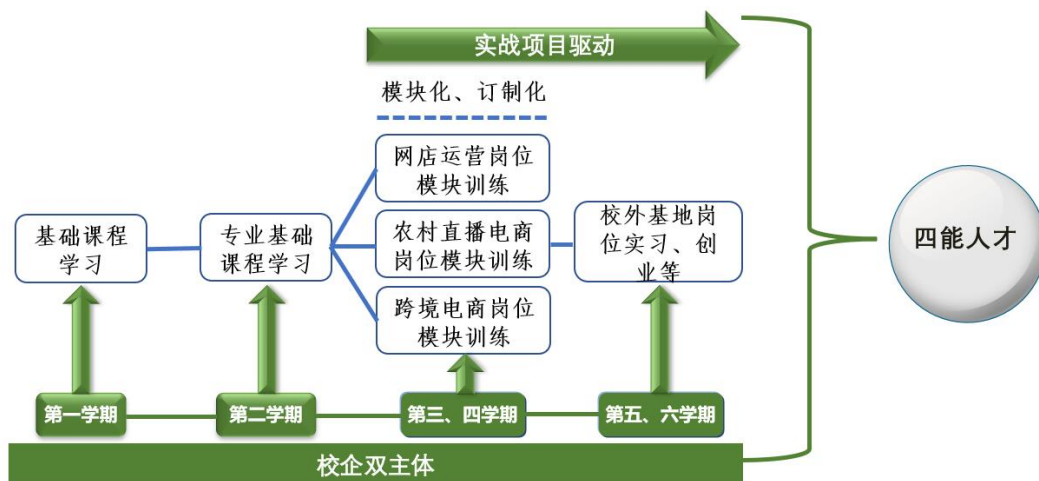 实战项目驱动
模块化、订制化
网店运营岗位
模块训练
基础课程
学习
专业基础
课程学习
农村直播电商
岗位模块训练
校外基地岗
位实习、创
业等
四能人才
跨境电商岗位
模块训练
第一学期
第二学期
第三、四学期
第五、六学期
校企双主体